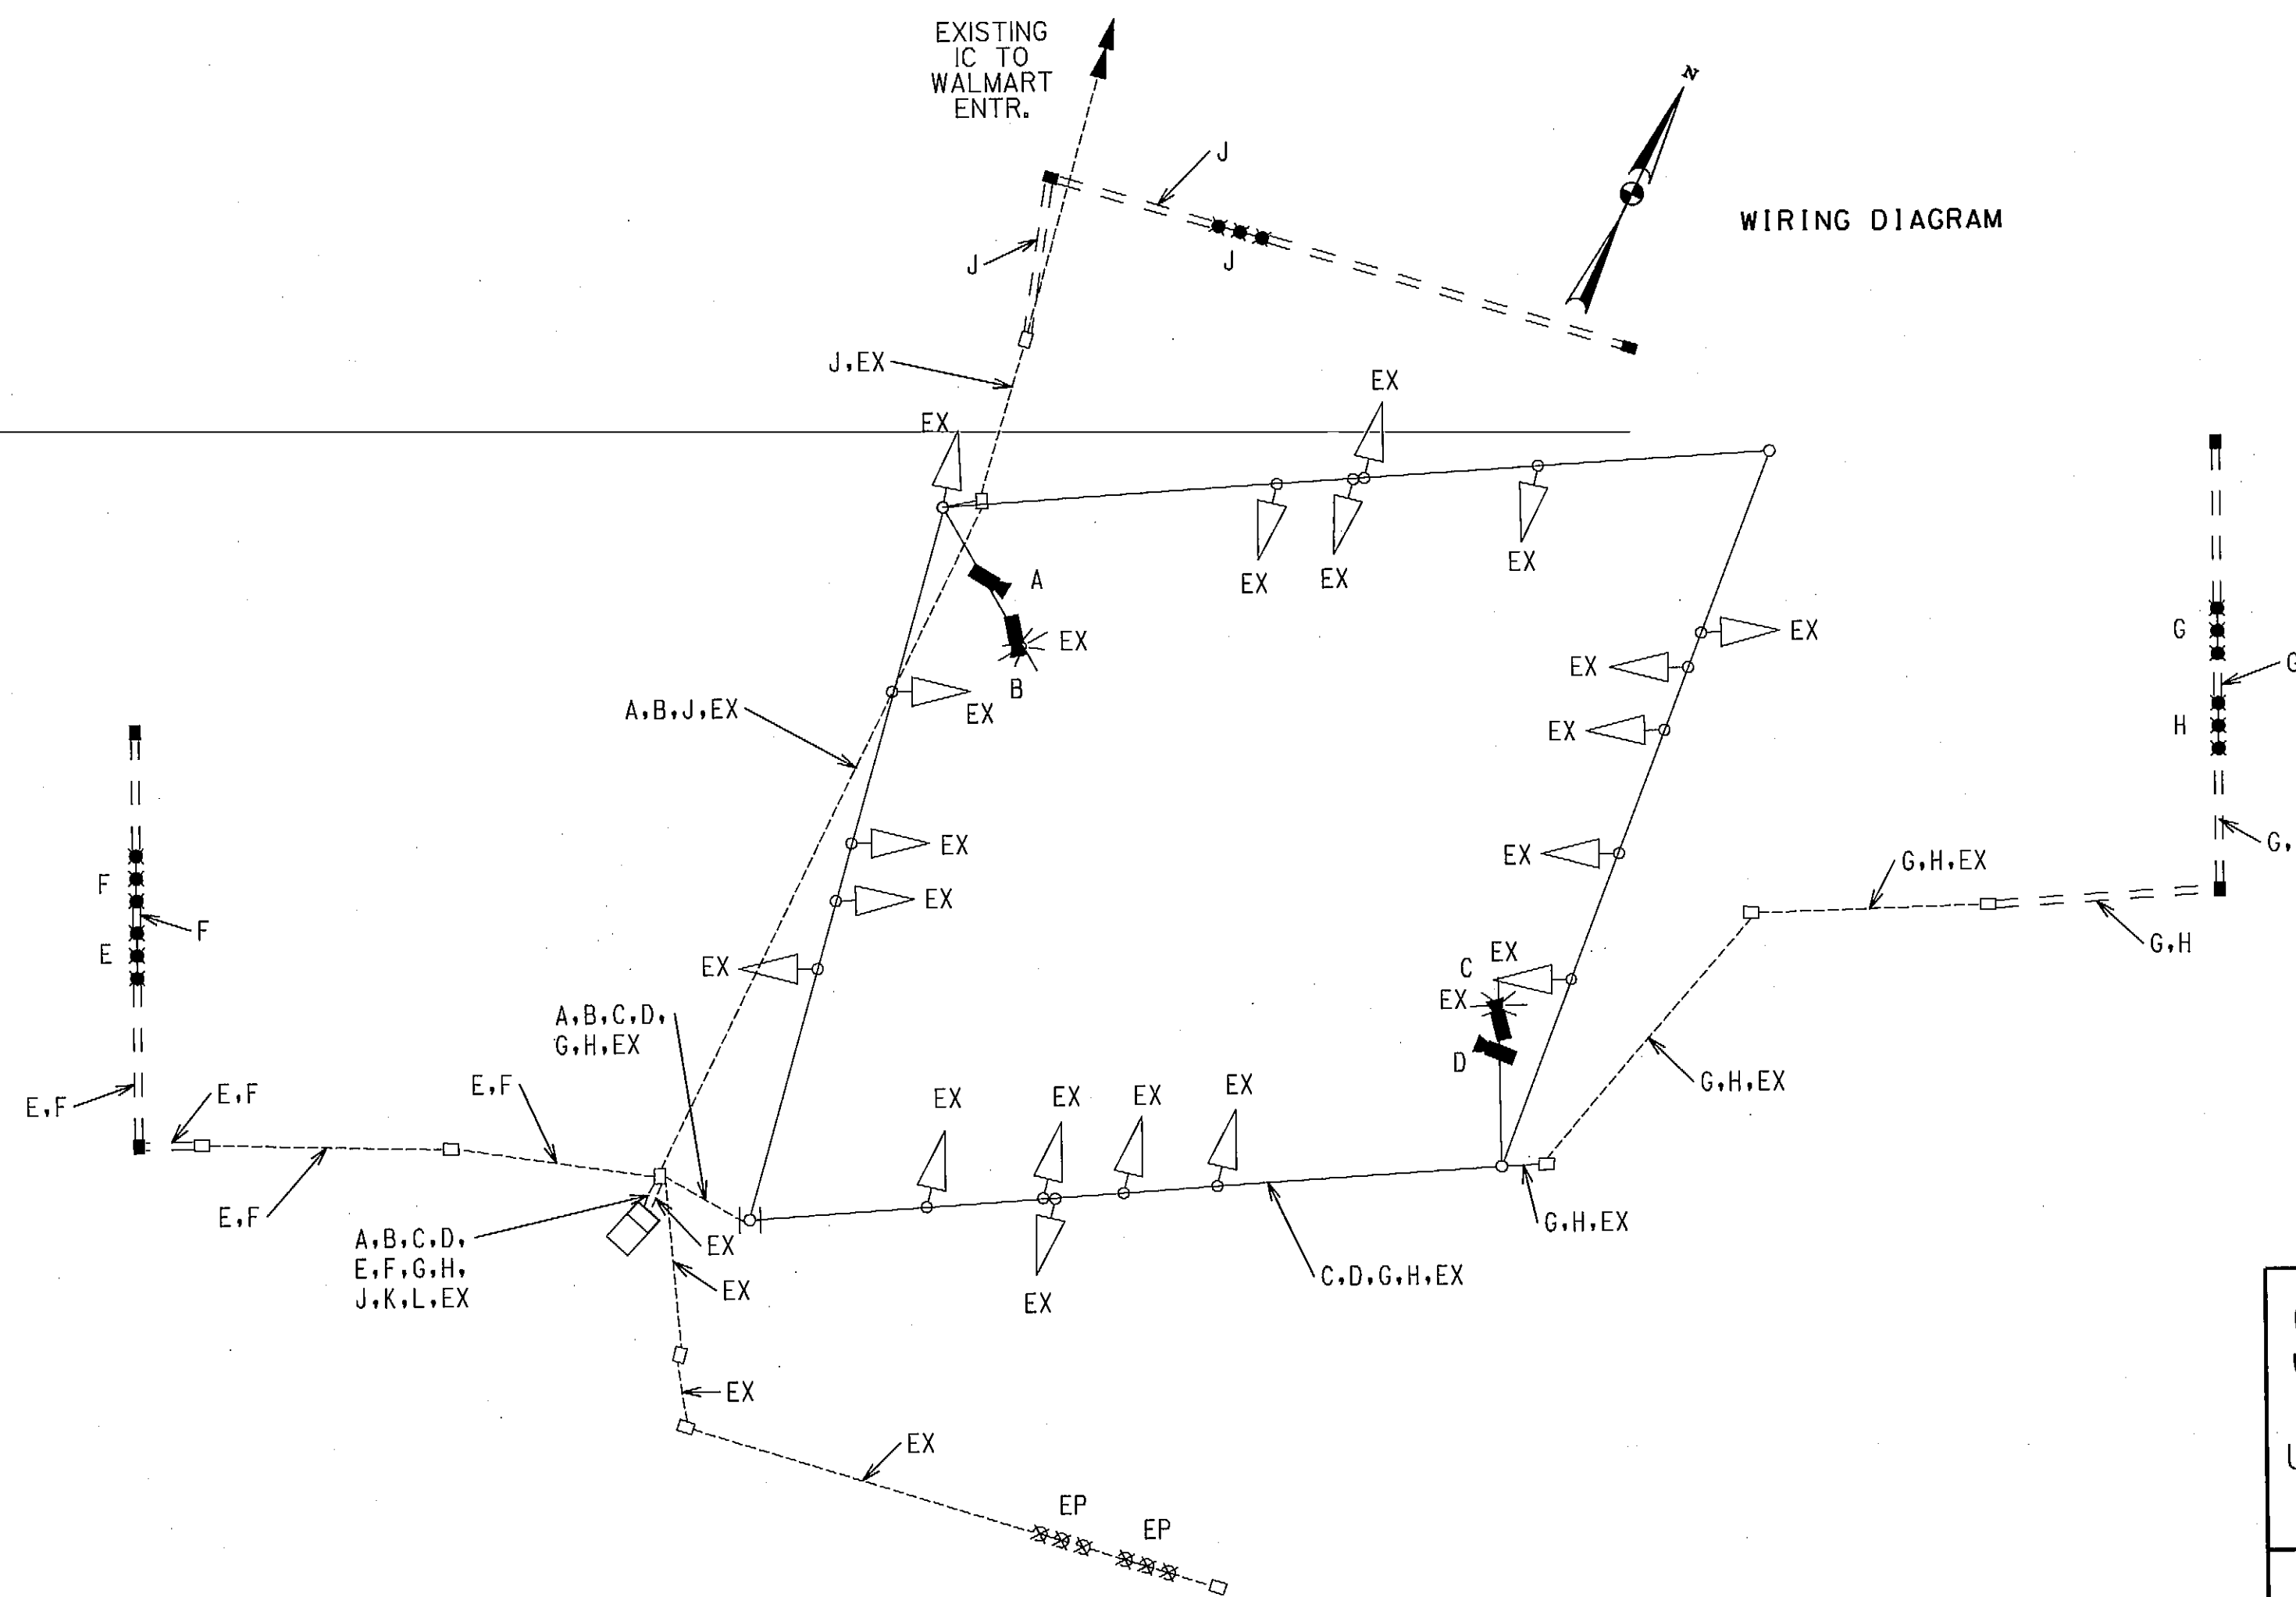 EXISTING
IC TO
WALMART
ENTR.
N
WIRING DIAGRAM
J
J
J
J,EX
EX
EX
EX
EX
EX
A
EX
B
EX
A,B,J,EX
EX
EX
EX
EX
EX
EX
EX
G
H
G,
G,H,EX
G,H
G,H,EX
F
F
E
E,F
E,F
E,F
E,F
A,B,C,D,
G,H,EX
A,B,C,D,
E,F,G,H,
J,K,L,EX
EX
EX
EX
EX
C
EX
EX
D
EX
EX
EX
EX
EX
C,D,G,H,EX
G,H,EX
EP
EP